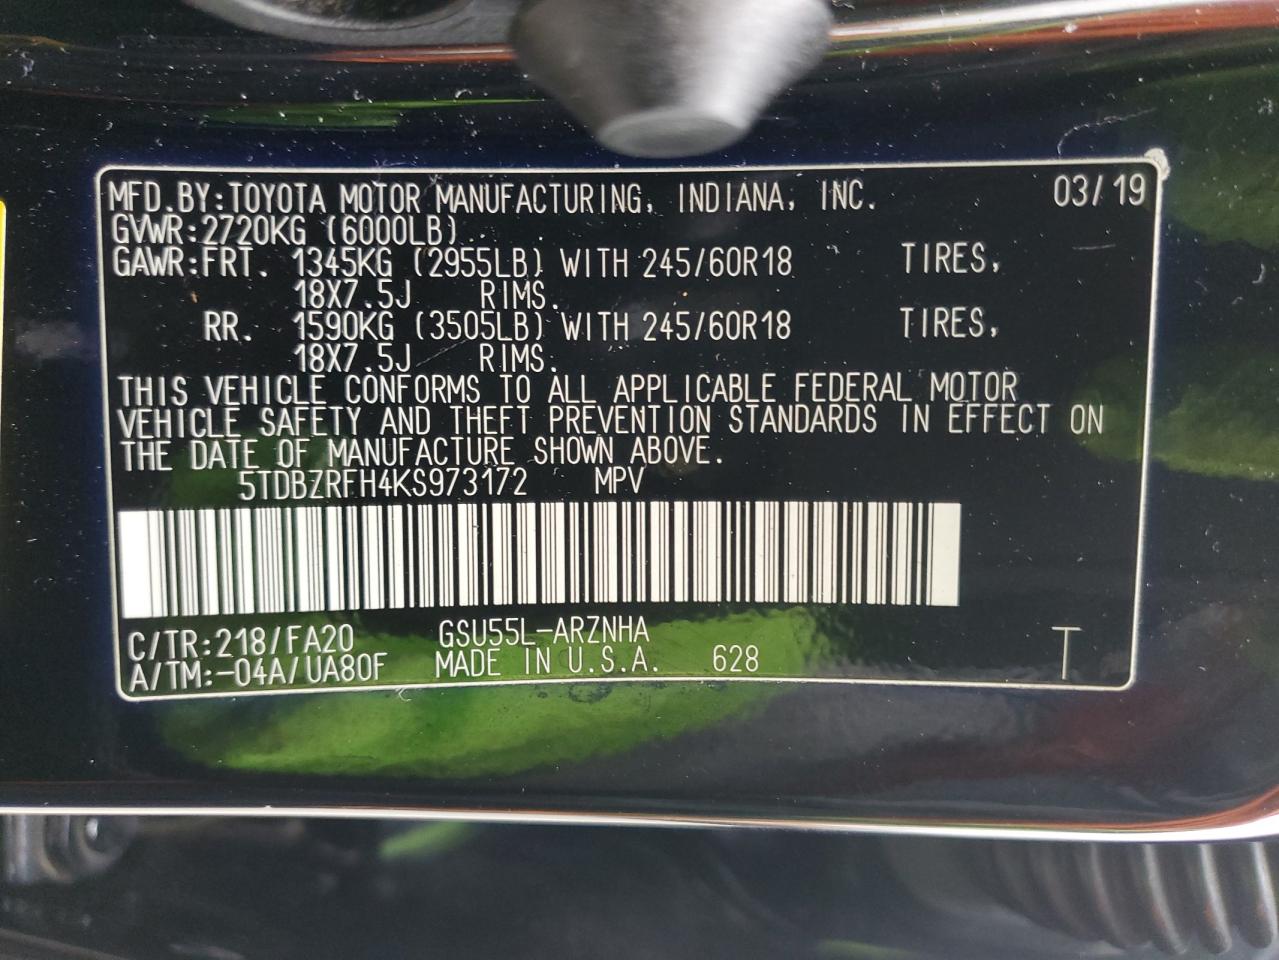 MFD.BY:TOYOTA MOTOR MANUFACTURING, INDIANA, INC. 03/19
GVWR:2720KG (6000LB)
GAWR:FRT. 1345KG (2955LB) WITH 245/60R18 TIRES,
18X7.5J RIMS.
RR. 1590KG (3505LB) WITH 245/60R18 TIRES,
18X7.5J RIMS.
THIS VEHICLE CONFORMS TO ALL APPLICABLE FEDERAL MOTOR
VEHICLE SAFETY AND THEFT PREVENTION STANDARDS IN EFFECT ON
THE DATE OF MANUFACTURE SHOWN ABOVE.
5TDBZRFH4KS973172 MPV
C/TR:218/FA20 GSU55L-ARZNHA
A/TM:-04A/UA80F MADE IN U.S.A. 628 T